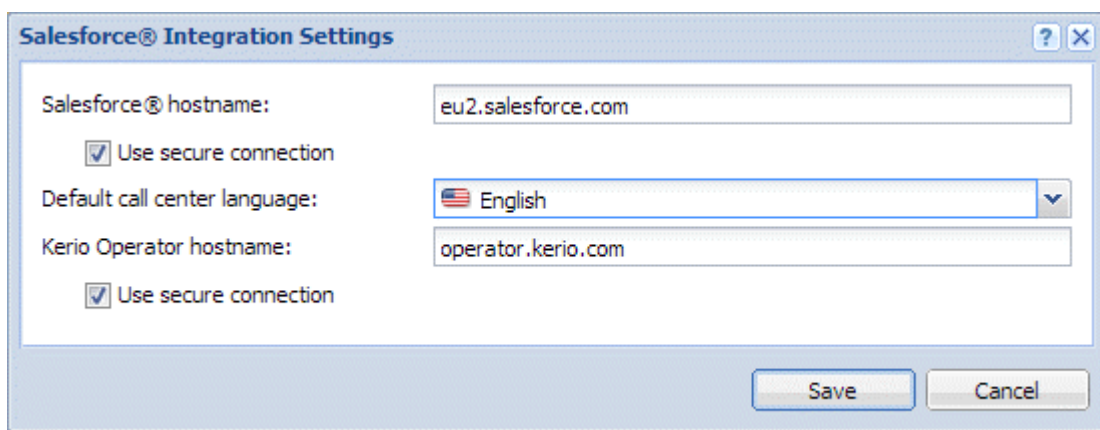 Salesforce® Integration Settings
Salesforce® hostname: eu2.salesforce.com
Use secure connection
Default call center language: English
Kerio Operator hostname: operator.kerio.com
Use secure connection
Save Cancel